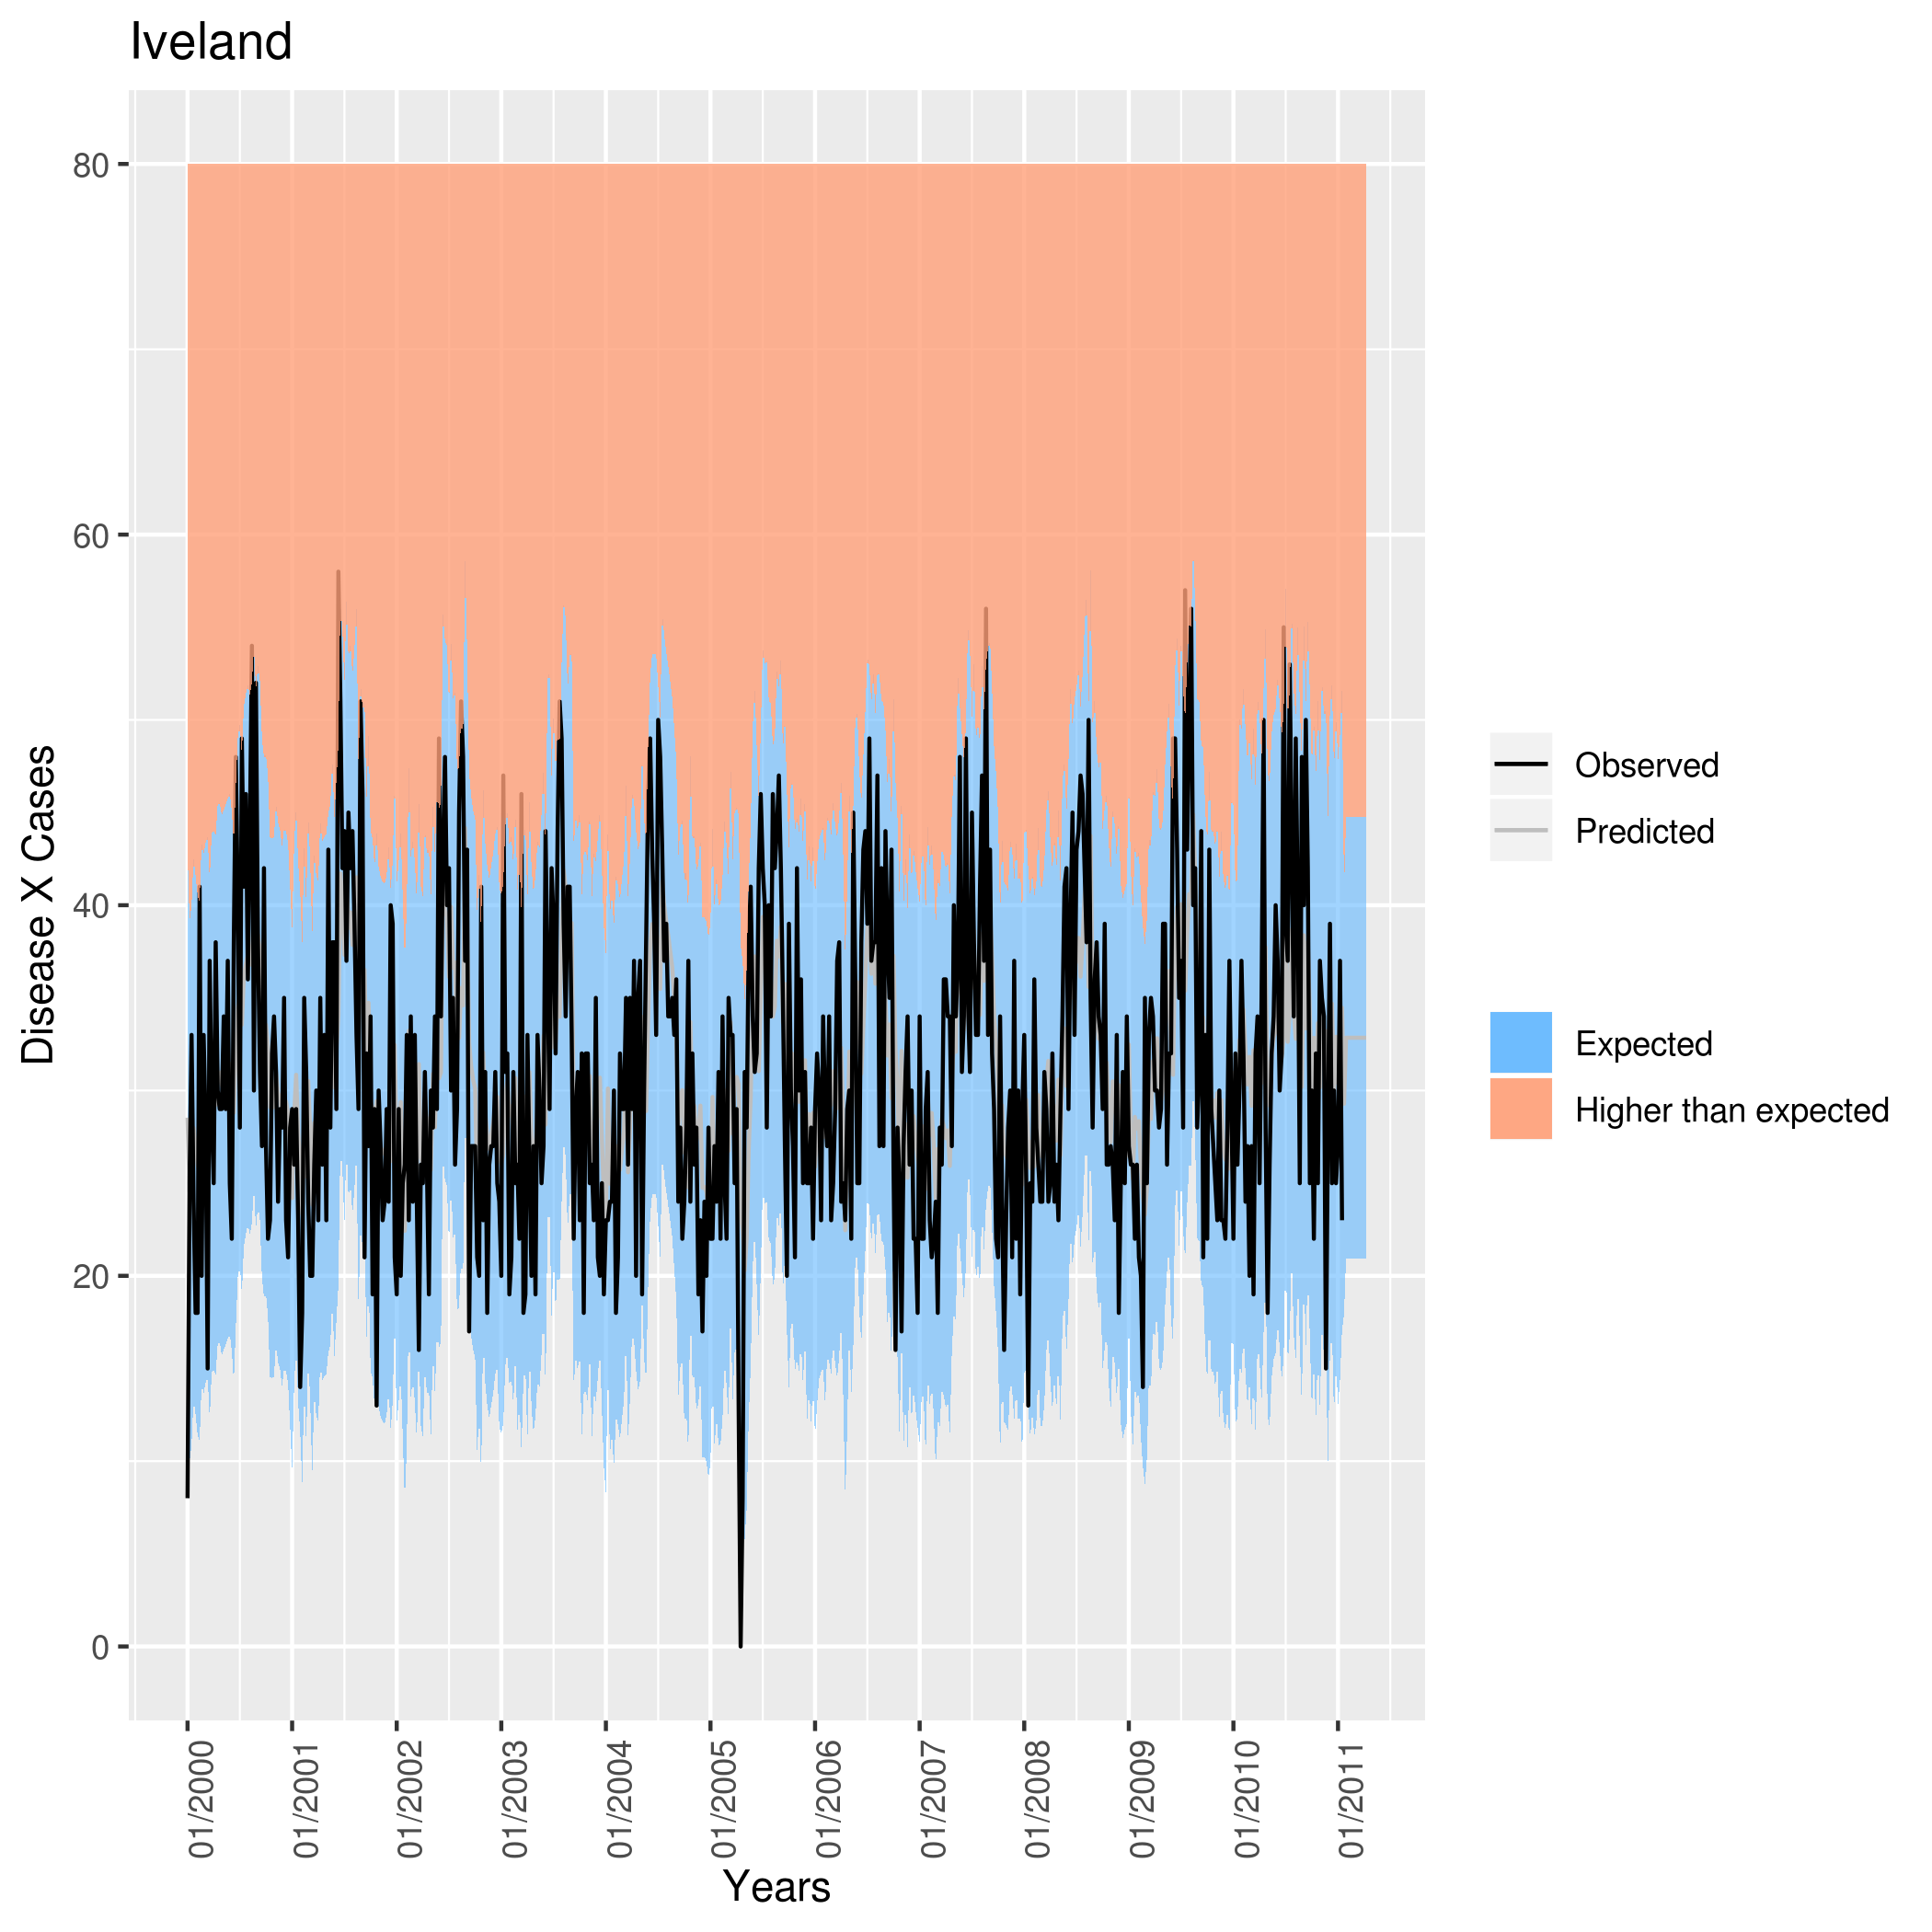 Iveland
Disease X Cases
80
60
40
20
0
01/2000
01/2001
01/2002
01/2003
01/2004
01/2005
01/2006
01/2007
01/2008
01/2009
01/2010
01/2011
Years
Observed
Predicted
Expected
Higher than expected